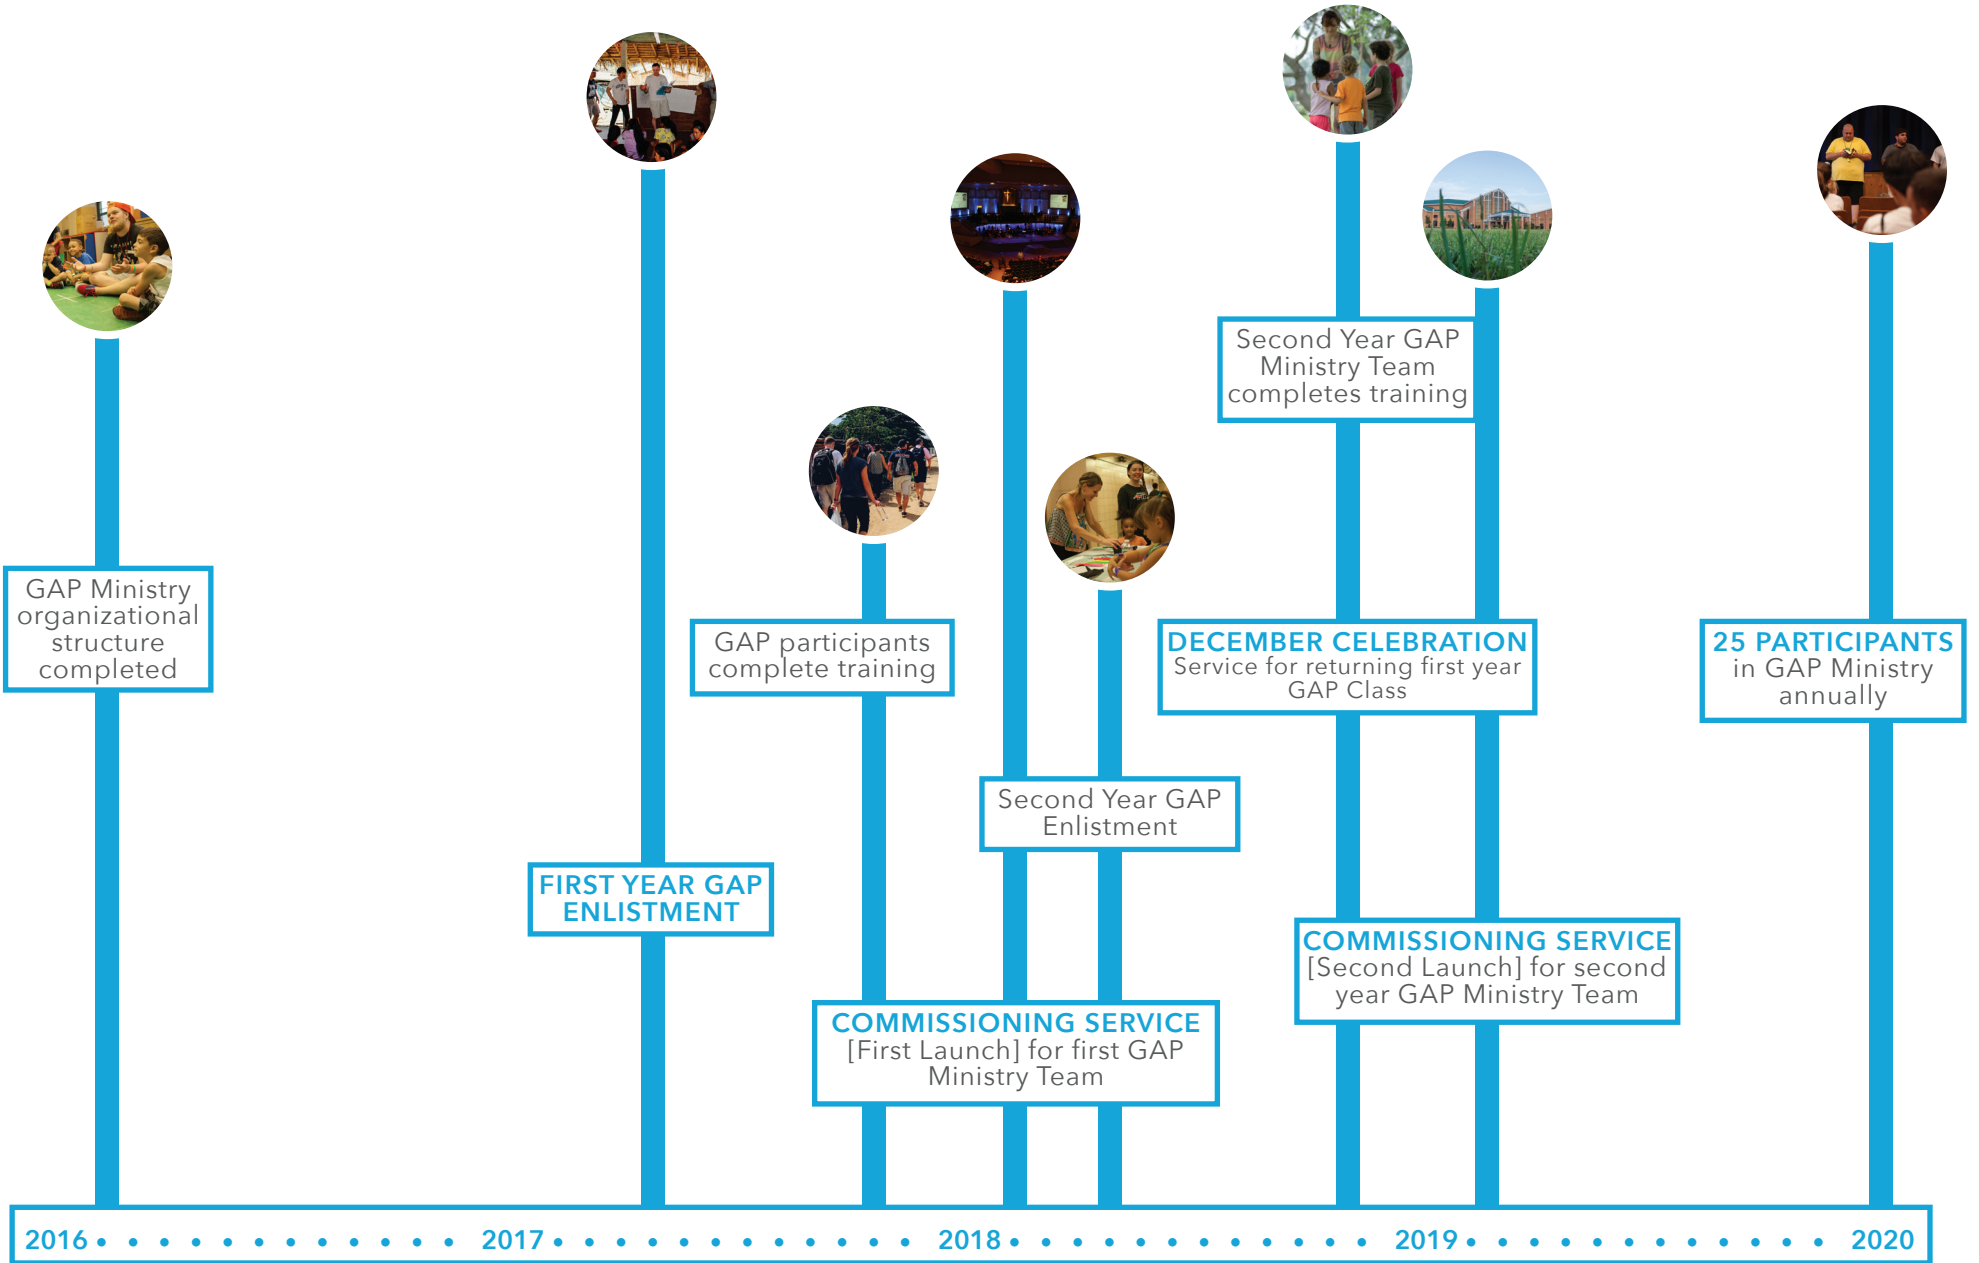 Second Year GAP
Ministry Team
completes training
GAP Ministry
organizational
structure
completed
GAP participants
complete training
DECEMBER CELEBRATION
Service for returning first year
GAP Class
25 PARTICIPANTS
in GAP Ministry
annually
Second Year GAP
Enlistment
FIRST YEAR GAP
ENLISTMENT
COMMISSIONING SERVICE
[Second Launch] for second
year GAP Ministry Team
COMMISSIONING SERVICE
[First Launch] for first GAP
Ministry Team
2016 2017 2018 2019 2020